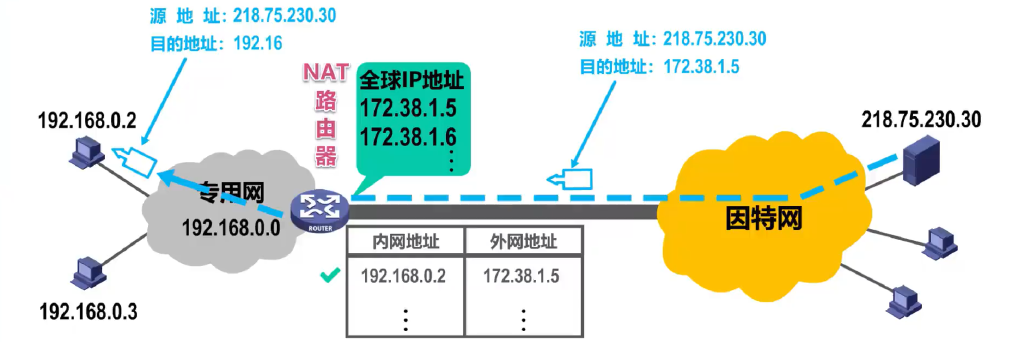 源 地 址: 218.75.230.30
目的地址: 192.16
源 地 址: 218.75.230.30
目的地址: 172.38.1.5
NAT
路
由
器
全球IP地址
172.38.1.5
172.38.1.6
⋮
192.168.0.2
218.75.230.30
专用网
192.168.0.0
ROUTER
因特网
192.168.0.3
内网地址 外网地址
192.168.0.2 172.38.1.5
⋮ ⋮